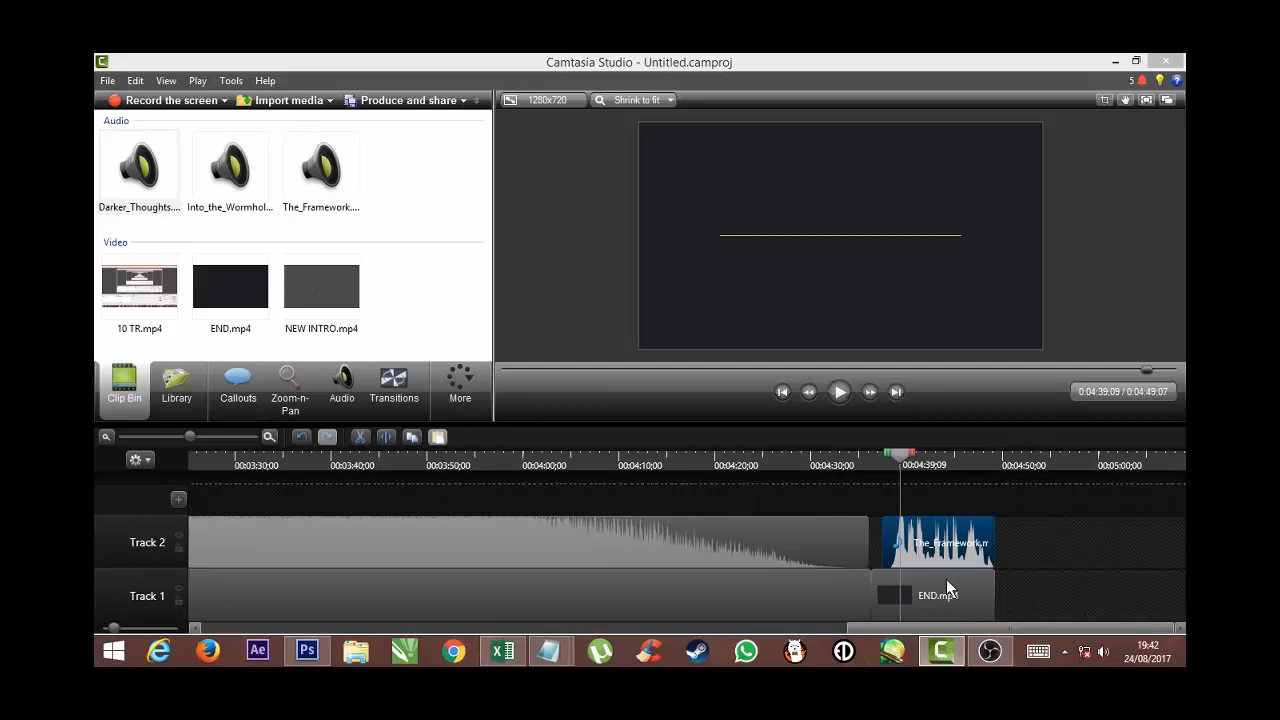 Camtasia Studio - Untitled.camproj
File Edit View Play Tools Help
5
Record the screen Import media Produce and share
1280x720 Shrink to fit
Audio
Darker_Thoughts.... Into_the_Wormhol... The_Framework....
Video
10 TR.mp4 END.mp4 NEW INTRO.mp4
Clip Bin Library Callouts Zoom-n-Pan Audio Transitions More
0:04:39;09 / 0:04:49;07
00:03:30;00 00:03:40;00 00:03:50;00 00:04:00;00 00:04:10;00 00:04:20;00 00:04:30;00 00:04:39;09 00:04:50;00 00:05:00;00
Track 2 The_Framework.m
Track 1 END.mp4
Ae Ps
19:42
24/08/2017